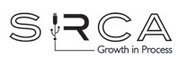 SIRCA
Growth in Process